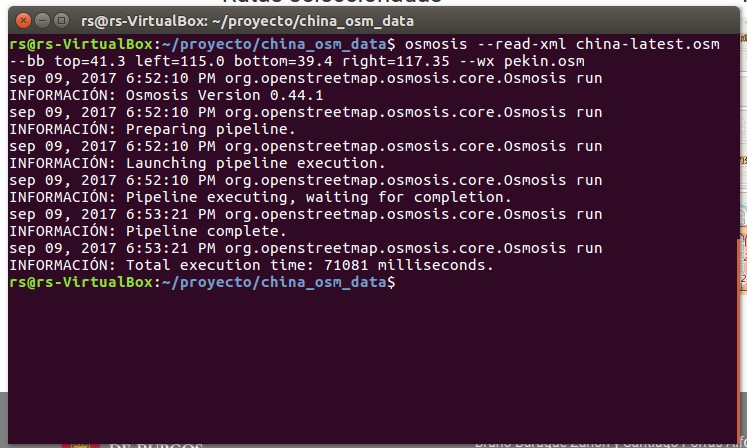 rs@rs-VirtualBox: ~/proyecto/china_osm_data
rs@rs-VirtualBox:~/proyecto/china_osm_data$ osmosis --read-xml china-latest.osm
--bb top=41.3 left=115.0 bottom=39.4 right=117.35 --wx pekin.osm
sep 09, 2017 6:52:10 PM org.openstreetmap.osmosis.core.Osmosis run
INFORMACIÓN: Osmosis Version 0.44.1
sep 09, 2017 6:52:10 PM org.openstreetmap.osmosis.core.Osmosis run
INFORMACIÓN: Preparing pipeline.
sep 09, 2017 6:52:10 PM org.openstreetmap.osmosis.core.Osmosis run
INFORMACIÓN: Launching pipeline execution.
sep 09, 2017 6:52:10 PM org.openstreetmap.osmosis.core.Osmosis run
INFORMACIÓN: Pipeline executing, waiting for completion.
sep 09, 2017 6:53:21 PM org.openstreetmap.osmosis.core.Osmosis run
INFORMACIÓN: Pipeline complete.
sep 09, 2017 6:53:21 PM org.openstreetmap.osmosis.core.Osmosis run
INFORMACIÓN: Total execution time: 71081 milliseconds.
rs@rs-VirtualBox:~/proyecto/china_osm_data$